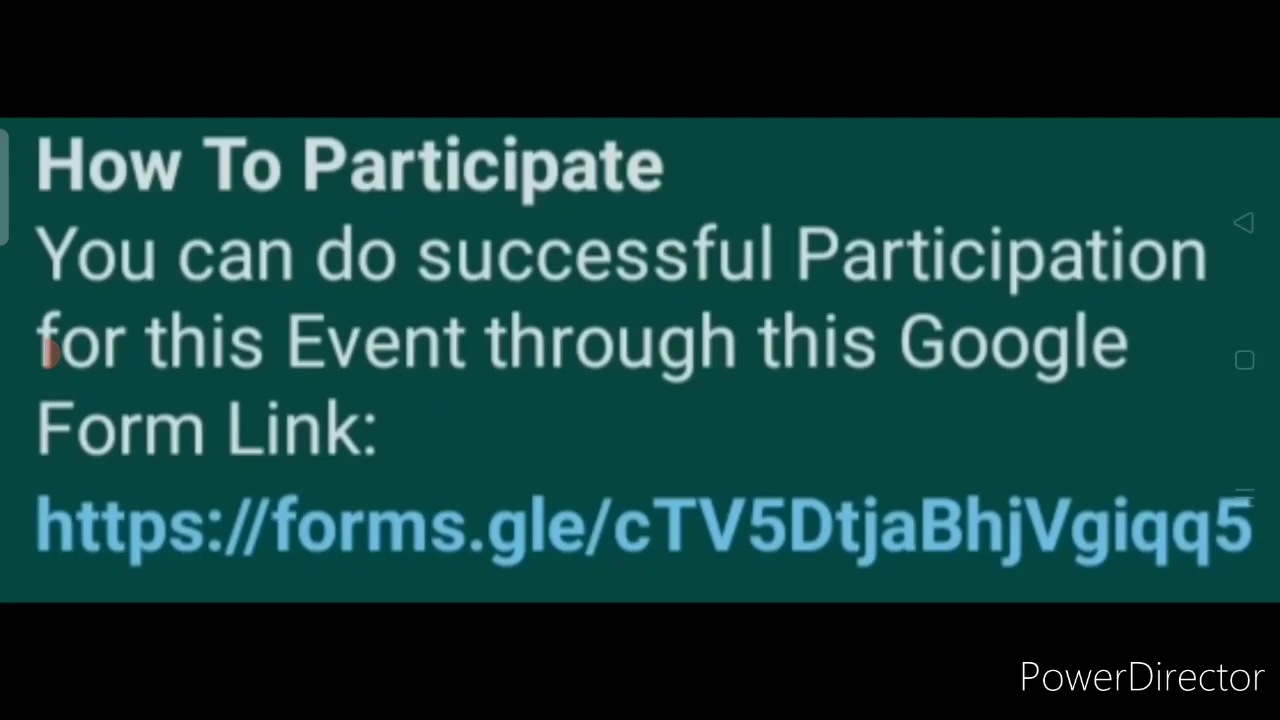 How To Participate
You can do successful Participation
for this Event through this Google
Form Link:
https://forms.gle/cTV5DtjaBhjVgiqq5
PowerDirector